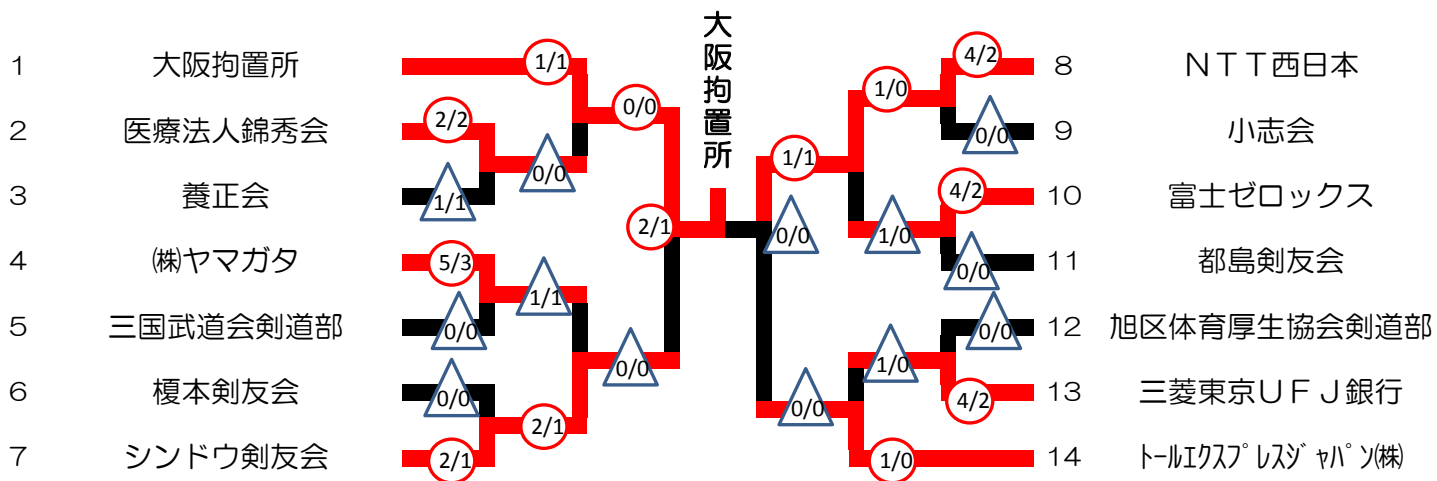 大阪拘置所
1 大阪拘置所 1/1
2 医療法人錦秀会 2/2
0/0
0/0
3 養正会 1/1
2/1
4 ㈱ヤマガタ 5/3
1/1
5 三国武道会剣道部 0/0
0/0
6 榎本剣友会 0/0
2/1
7 シンドウ剣友会 2/1
4/2 8 ＮＴＴ西日本
1/0
0/0 9 小志会
1/1
4/2 10 富士ゼロックス
0/0
1/0
0/0 11 都島剣友会
0/0 12 旭区体育厚生協会剣道部
1/0
4/2 13 三菱東京ＵＦＪ銀行
0/0
1/0 14 ﾄｰﾙｴｸｽﾌﾟﾚｽｼﾞｬﾊﾟﾝ㈱